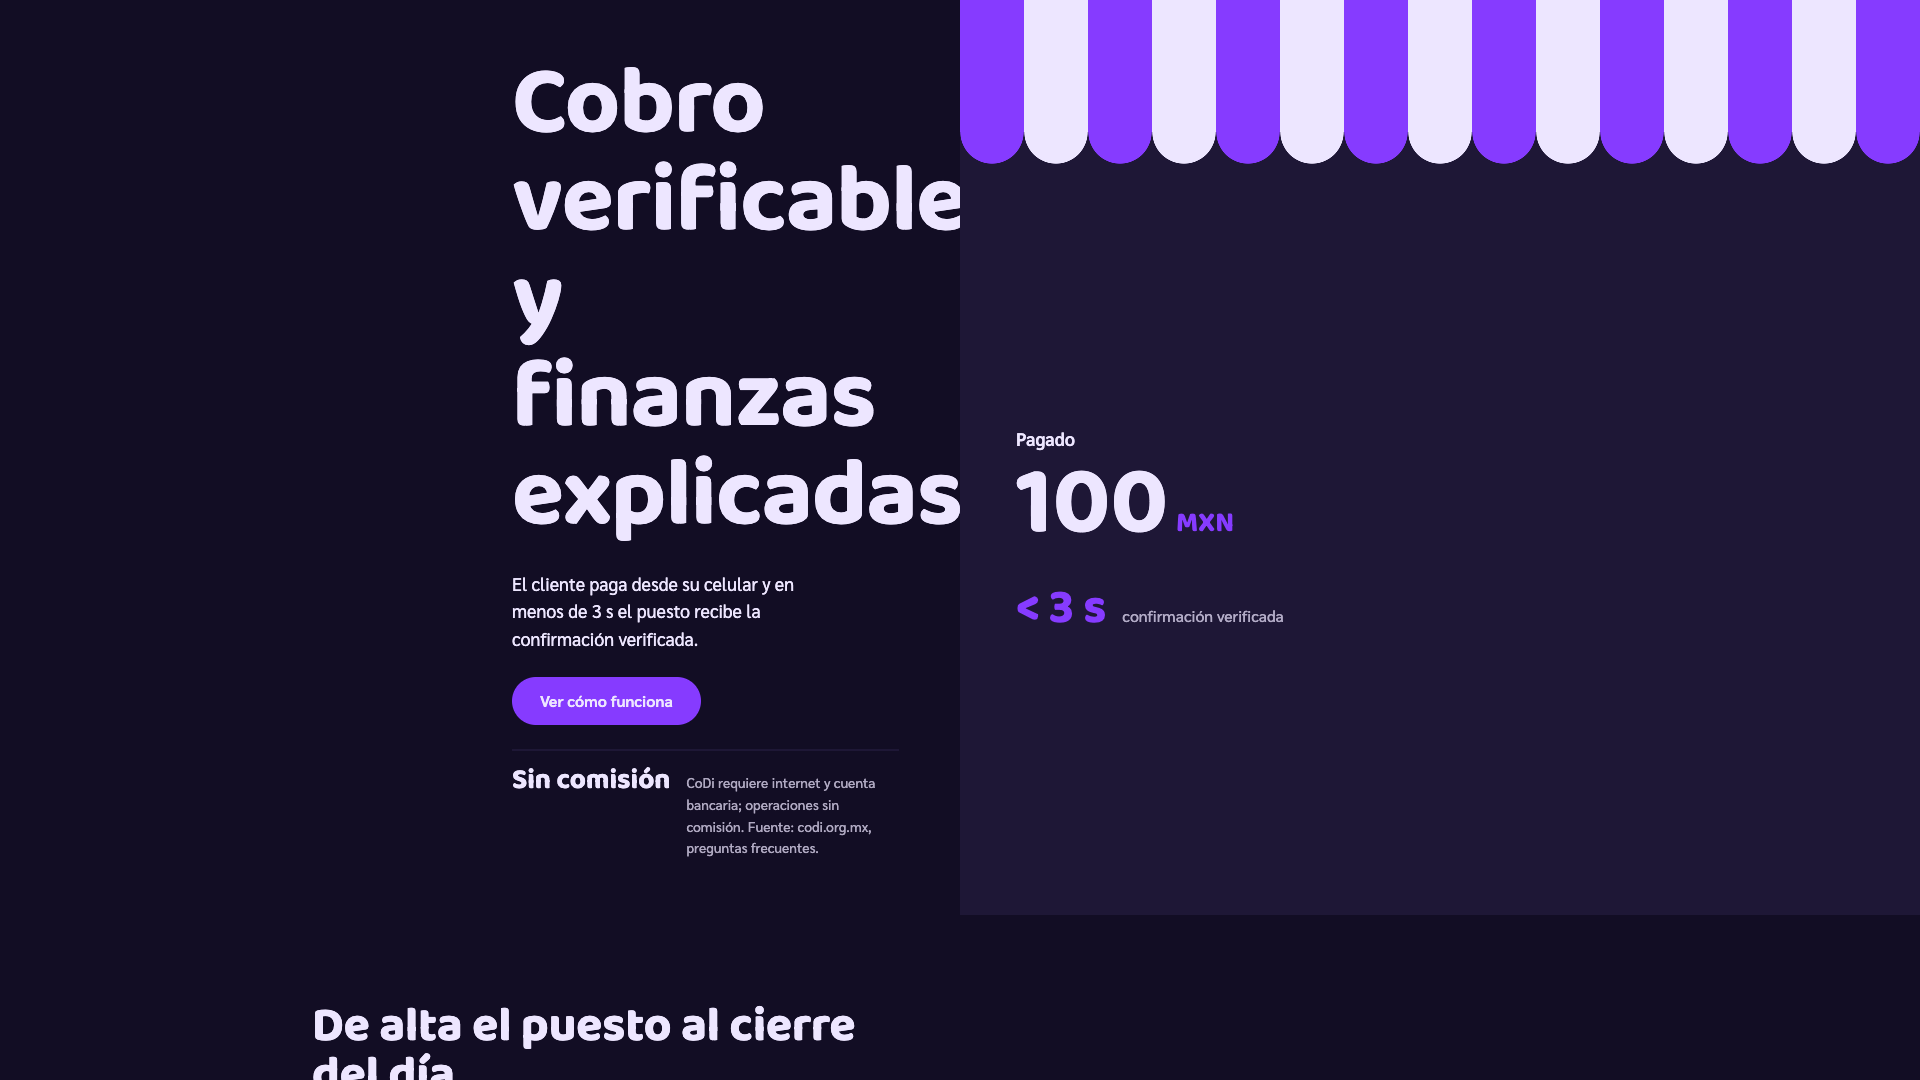 Cobro
verificable
y
finanzas
explicadas
El cliente paga desde su celular y en
menos de 3 s el puesto recibe la
confirmación verificada.
Ver cómo funciona
Sin comisión
CoDi requiere internet y cuenta
bancaria; operaciones sin
comisión. Fuente: codi.org.mx,
preguntas frecuentes.
Pagado
100 MXN
< 3 s confirmación verificada
De alta el puesto al cierre
del día